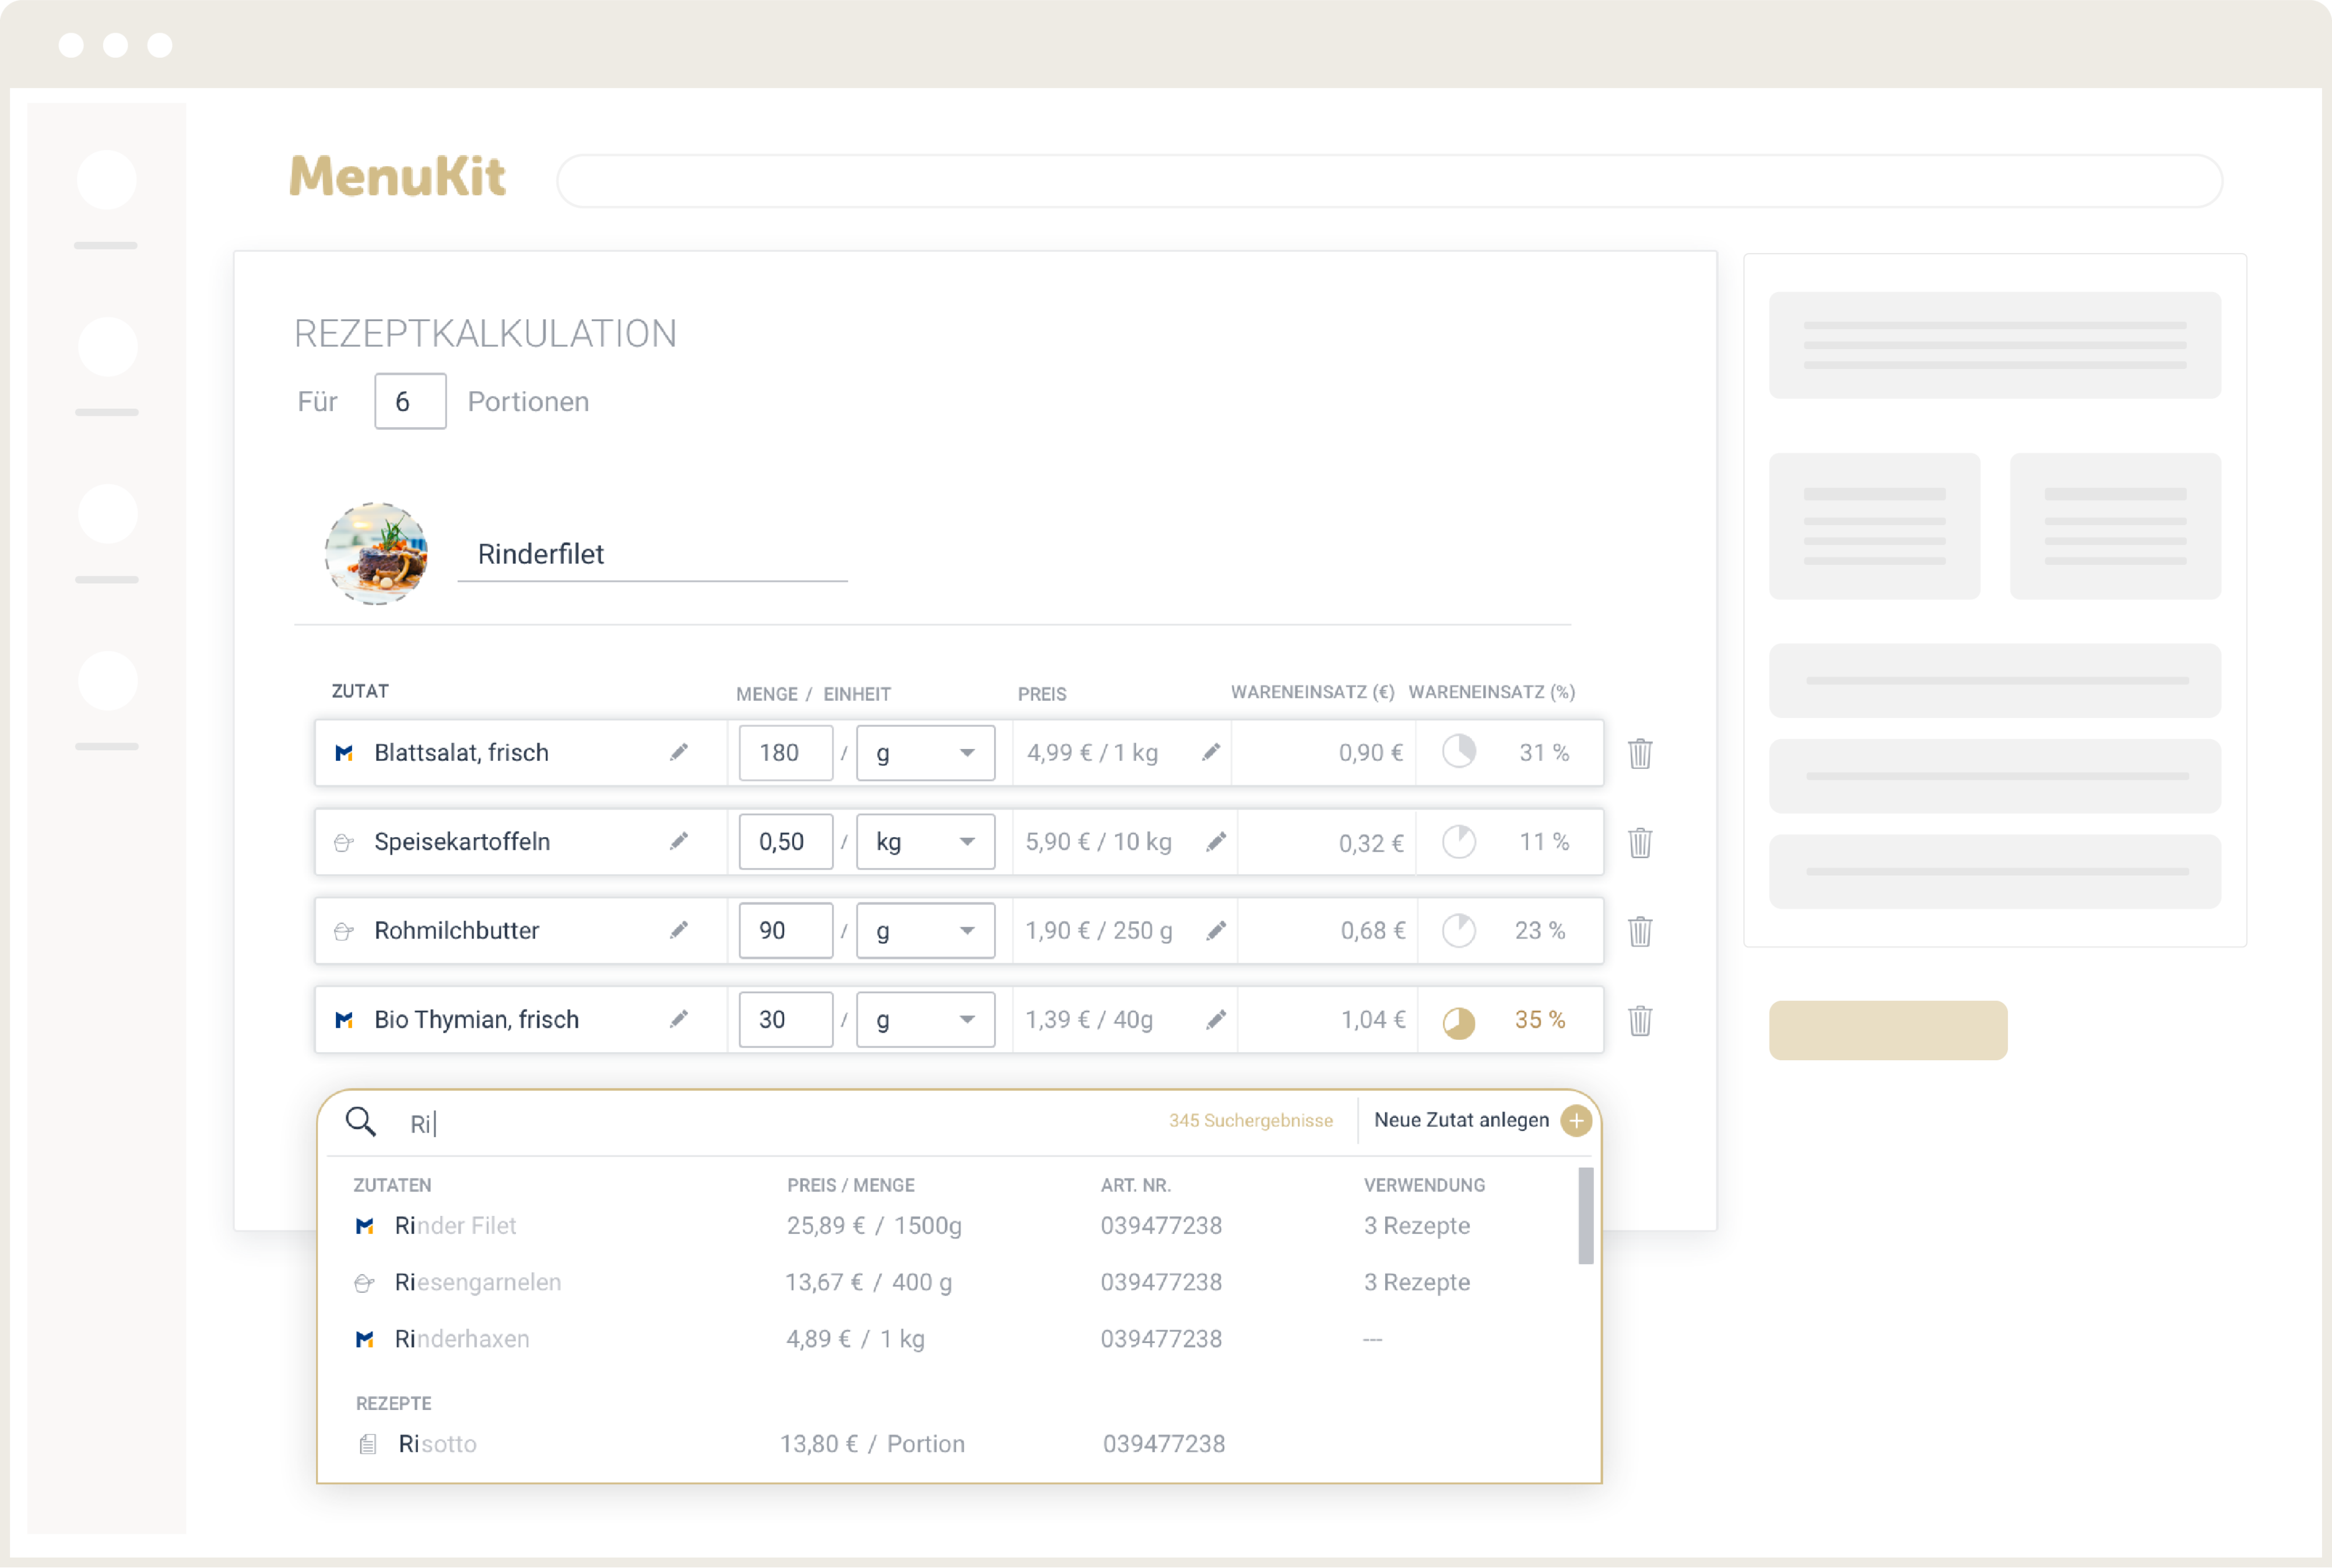 MenuKit
REZEPTKALKULATION
Für 6 Portionen
Rinderfilet
ZUTAT MENGE / EINHEIT PREIS WARENEINSATZ (€) WARENEINSATZ (%)
Blattsalat, frisch 180 / g 4,99 € / 1 kg 0,90 € 31 %
Speisekartoffeln 0,50 / kg 5,90 € / 10 kg 0,32 € 11 %
Rohmilchbutter 90 / g 1,90 € / 250 g 0,68 € 23 %
Bio Thymian, frisch 30 / g 1,39 € / 40g 1,04 € 35 %
Ri 345 Suchergebnisse Neue Zutat anlegen
ZUTATEN PREIS / MENGE ART. NR. VERWENDUNG
Rinder Filet 25,89 € / 1500g 039477238 3 Rezepte
Riesengarnelen 13,67 € / 400 g 039477238 3 Rezepte
Rinderhaxen 4,89 € / 1 kg 039477238 ---
REZEPTE
Risotto 13,80 € / Portion 039477238